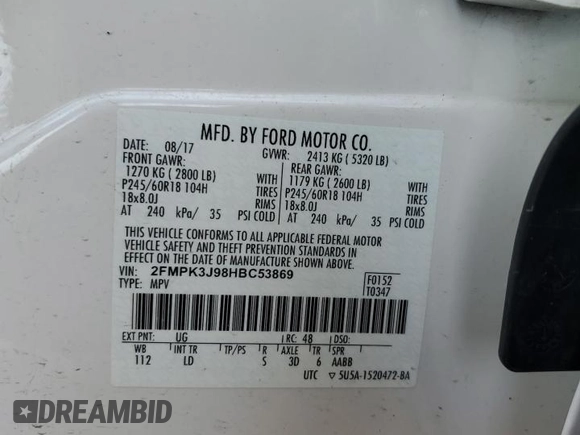 MFD. BY FORD MOTOR CO.
DATE: 08/17 GVWR: 2413 KG ( 5320 LB)
FRONT GAWR: REAR GAWR:
1270 KG ( 2800 LB) 1179 KG ( 2600 LB)
P245/60R18 104H TIRES P245/60R18 104H TIRES
18x8.0J RIMS 18x8.0J RIMS
AT 240 kPa/ 35 PSI COLD AT 240 kPa/ 35 PSI COLD
THIS VEHICLE CONFORMS TO ALL APPLICABLE FEDERAL MOTOR
VEHICLE SAFETY AND THEFT PREVENTION STANDARDS IN
EFFECT ON THE DATE OF MANUFACTURE SHOWN ABOVE.
VIN: 2FMPK3J98HBC53869 F0152
TYPE: MPV T0347
EXT PNT: UG RC: 48 DSO:
WB INT TR TP/PS R AXLE TR SPR
112 LD S 3D 6 AABB
UTC 5U5A-1520472-BA
DREAMBID